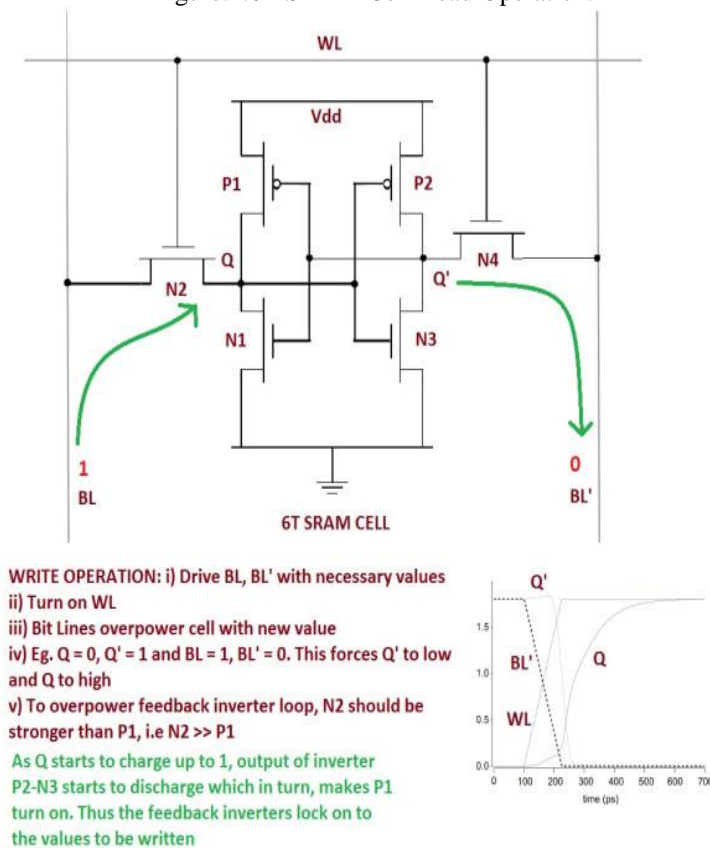 WL
Vdd
P1
P2
Q
N4
N2
Q'
N1
N3
1
0
BL
BL'
6T SRAM CELL
WRITE OPERATION: i) Drive BL, BL' with necessary values
ii) Turn on WL
iii) Bit Lines overpower cell with new value
iv) Eg. Q = 0, Q' = 1 and BL = 1, BL' = 0. This forces Q' to low
and Q to high
v) To overpower feedback inverter loop, N2 should be
stronger than P1, i.e N2 >> P1
As Q starts to charge up to 1, output of inverter
P2-N3 starts to discharge which in turn, makes P1
turn on. Thus the feedback inverters lock on to
the values to be written
Q'
1.5
BL'
Q
1.0
WL
0.5
0.0
0 100 200 300 400 500 600 700
time (ps)